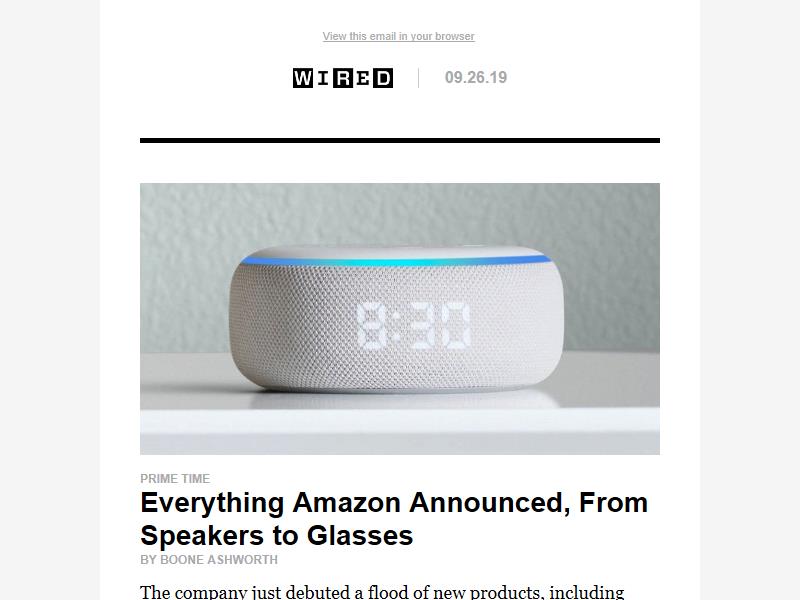 View this email in your browser
WIRED 09.26.19
8:30
PRIME TIME
Everything Amazon Announced, From
Speakers to Glasses
BY BOONE ASHWORTH
The company just debuted a flood of new products, including